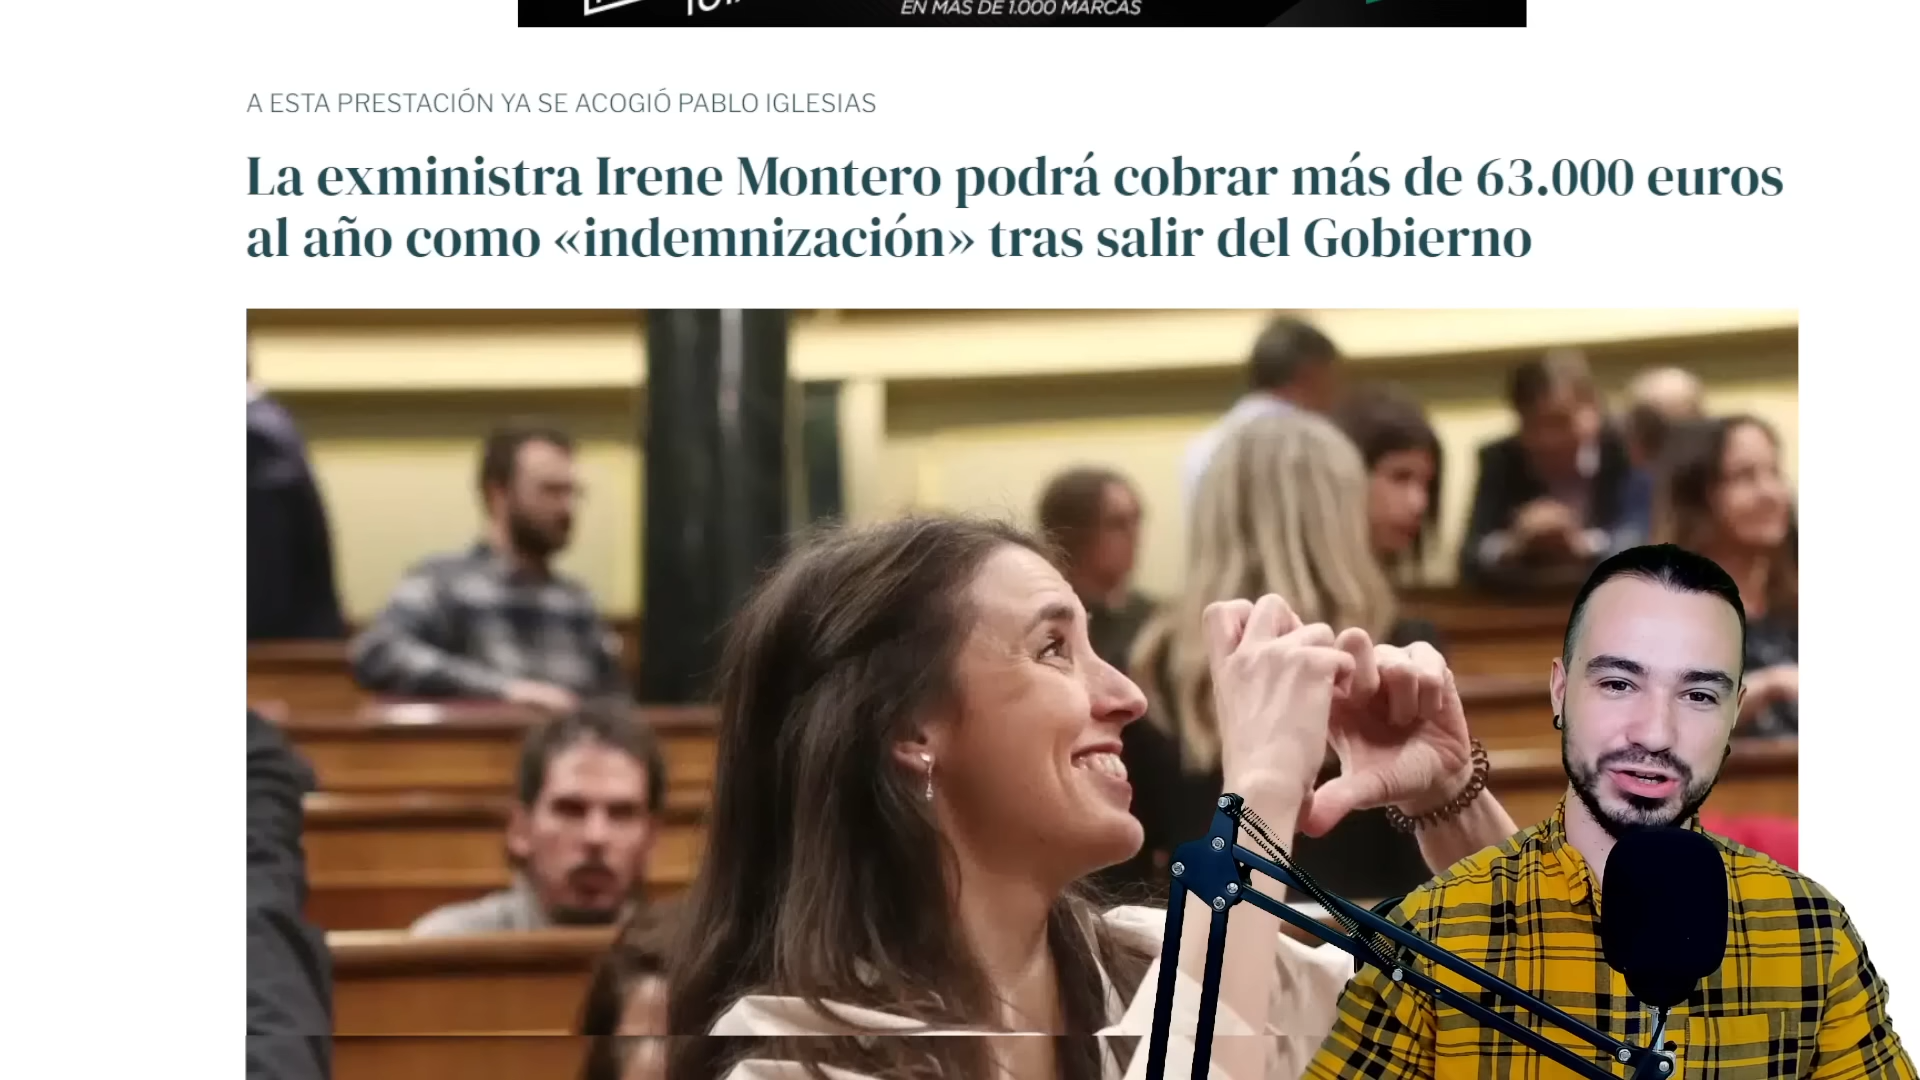 EN MÁS DE 1.000 MARCAS
A ESTA PRESTACIÓN YA SE ACOGIÓ PABLO IGLESIAS
La exministra Irene Montero podrá cobrar más de 63.000 euros
al año como «indemnización» tras salir del Gobierno